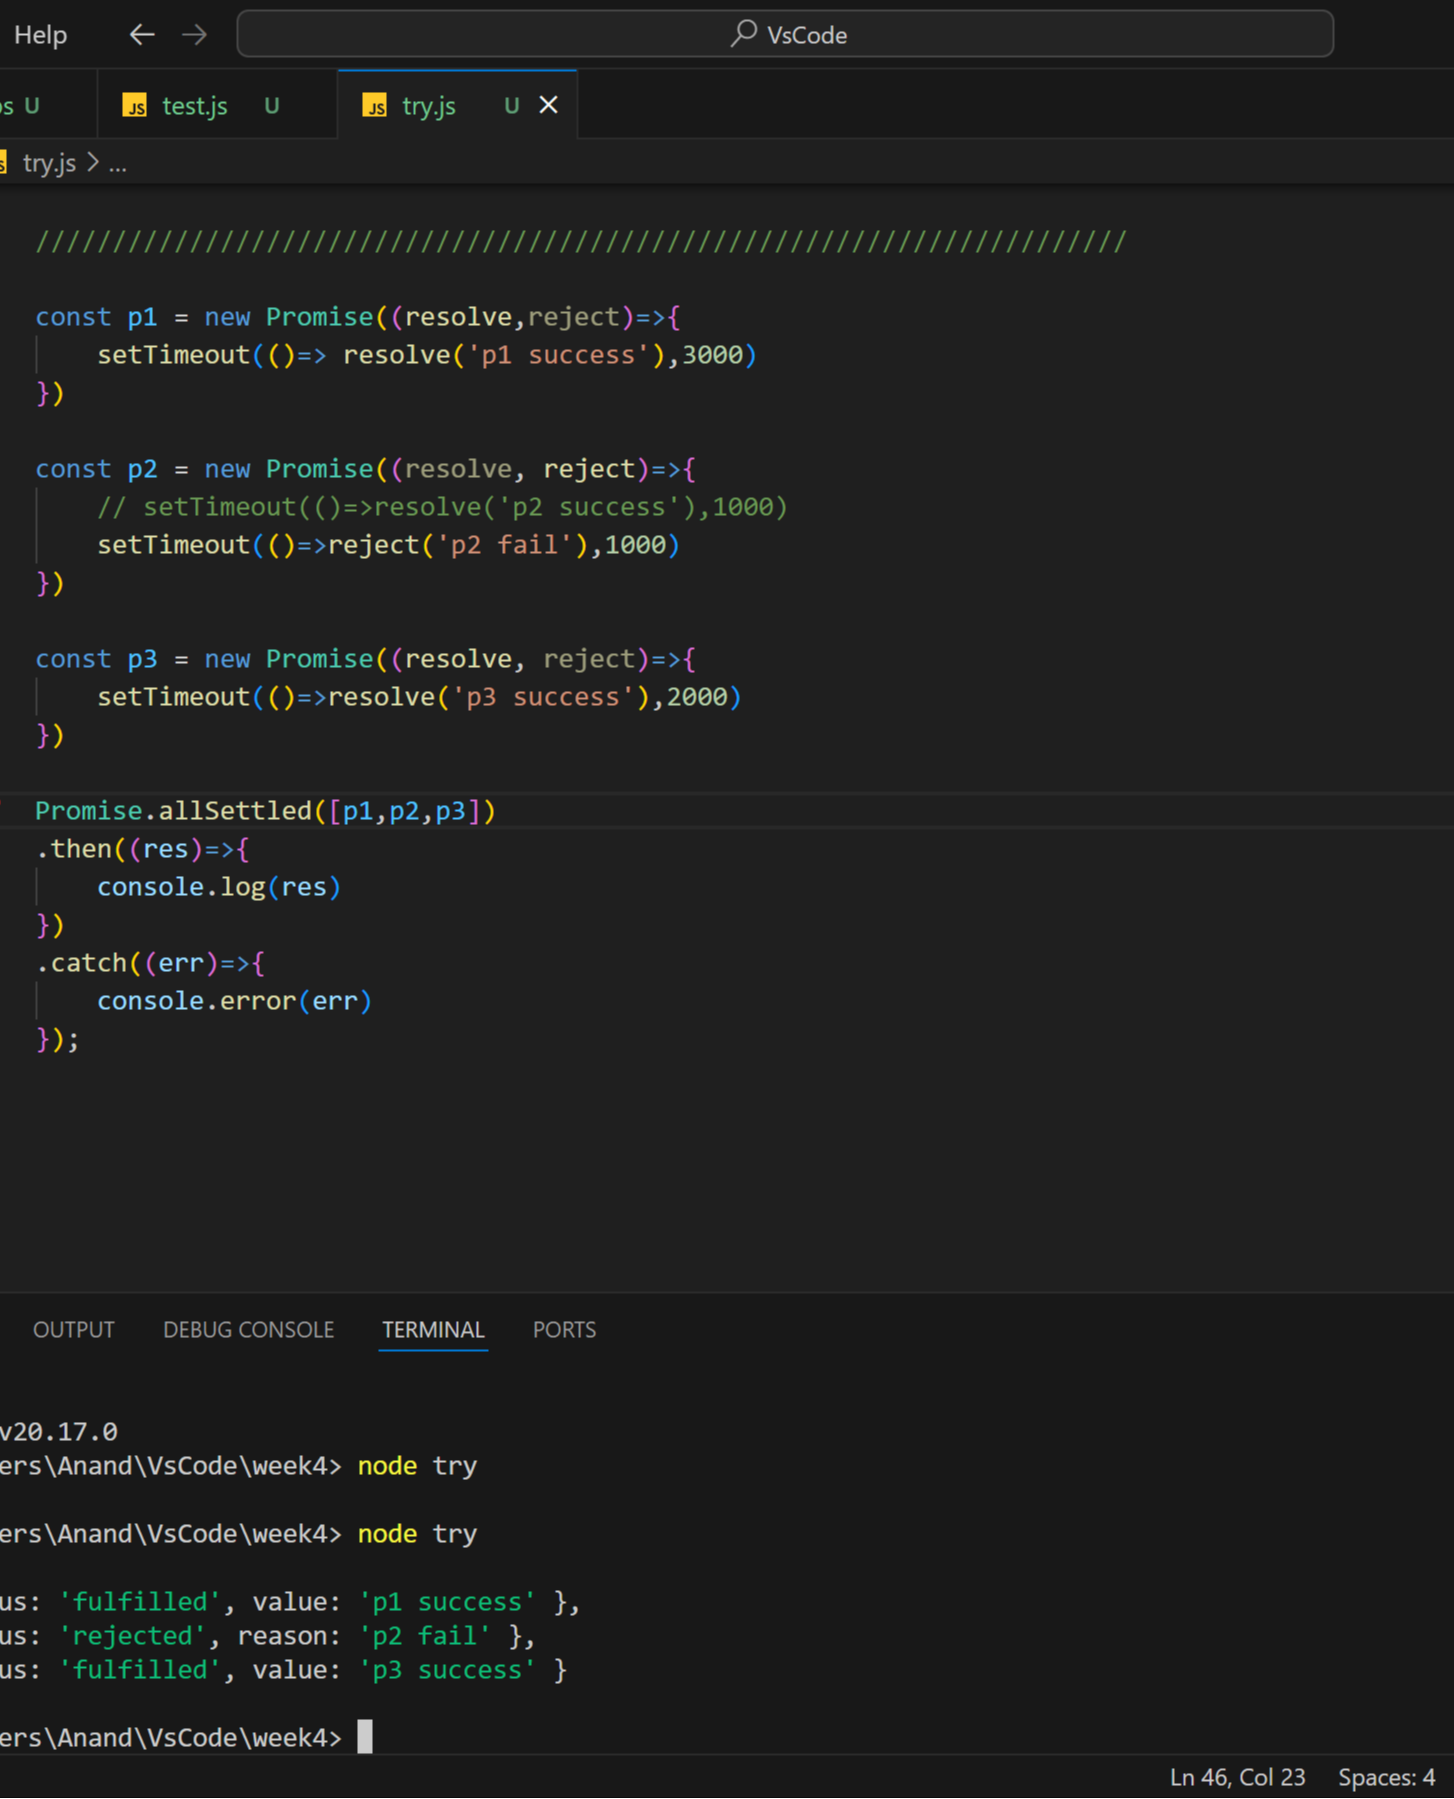 Help
VsCode
U
JS test.js U
JS try.js U
try.js > ...
///////////////////////////////////////////////////////////////////////
const p1 = new Promise((resolve,reject)=>{
    setTimeout(()=> resolve('p1 success'),3000)
})
const p2 = new Promise((resolve, reject)=>{
    // setTimeout(()=>resolve('p2 success'),1000)
    setTimeout(()=>reject('p2 fail'),1000)
})
const p3 = new Promise((resolve, reject)=>{
    setTimeout(()=>resolve('p3 success'),2000)
})
Promise.allSettled([p1,p2,p3])
.then((res)=>{
    console.log(res)
})
.catch((err)=>{
    console.error(err)
});
OUTPUT DEBUG CONSOLE TERMINAL PORTS
v20.17.0
ers\Anand\VsCode\week4> node try
ers\Anand\VsCode\week4> node try
us: 'fulfilled', value: 'p1 success' },
us: 'rejected', reason: 'p2 fail' },
us: 'fulfilled', value: 'p3 success' }
ers\Anand\VsCode\week4>
Ln 46, Col 23 Spaces: 4